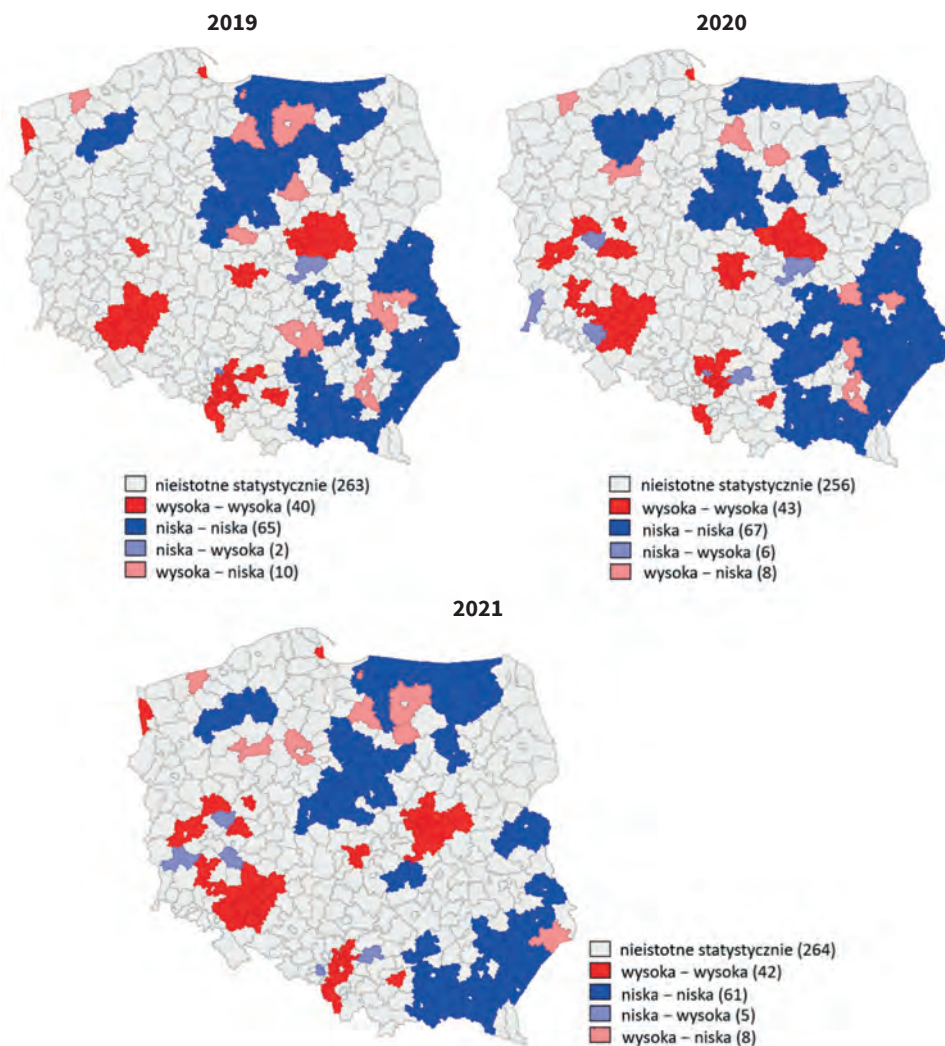 2019
2020
nieistotne statystycznie (263)
wysoka – wysoka (40)
niska – niska (65)
niska – wysoka (2)
wysoka – niska (10)
nieistotne statystycznie (256)
wysoka – wysoka (43)
niska – niska (67)
niska – wysoka (6)
wysoka – niska (8)
2021
nieistotne statystycznie (264)
wysoka – wysoka (42)
niska – niska (61)
niska – wysoka (5)
wysoka – niska (8)